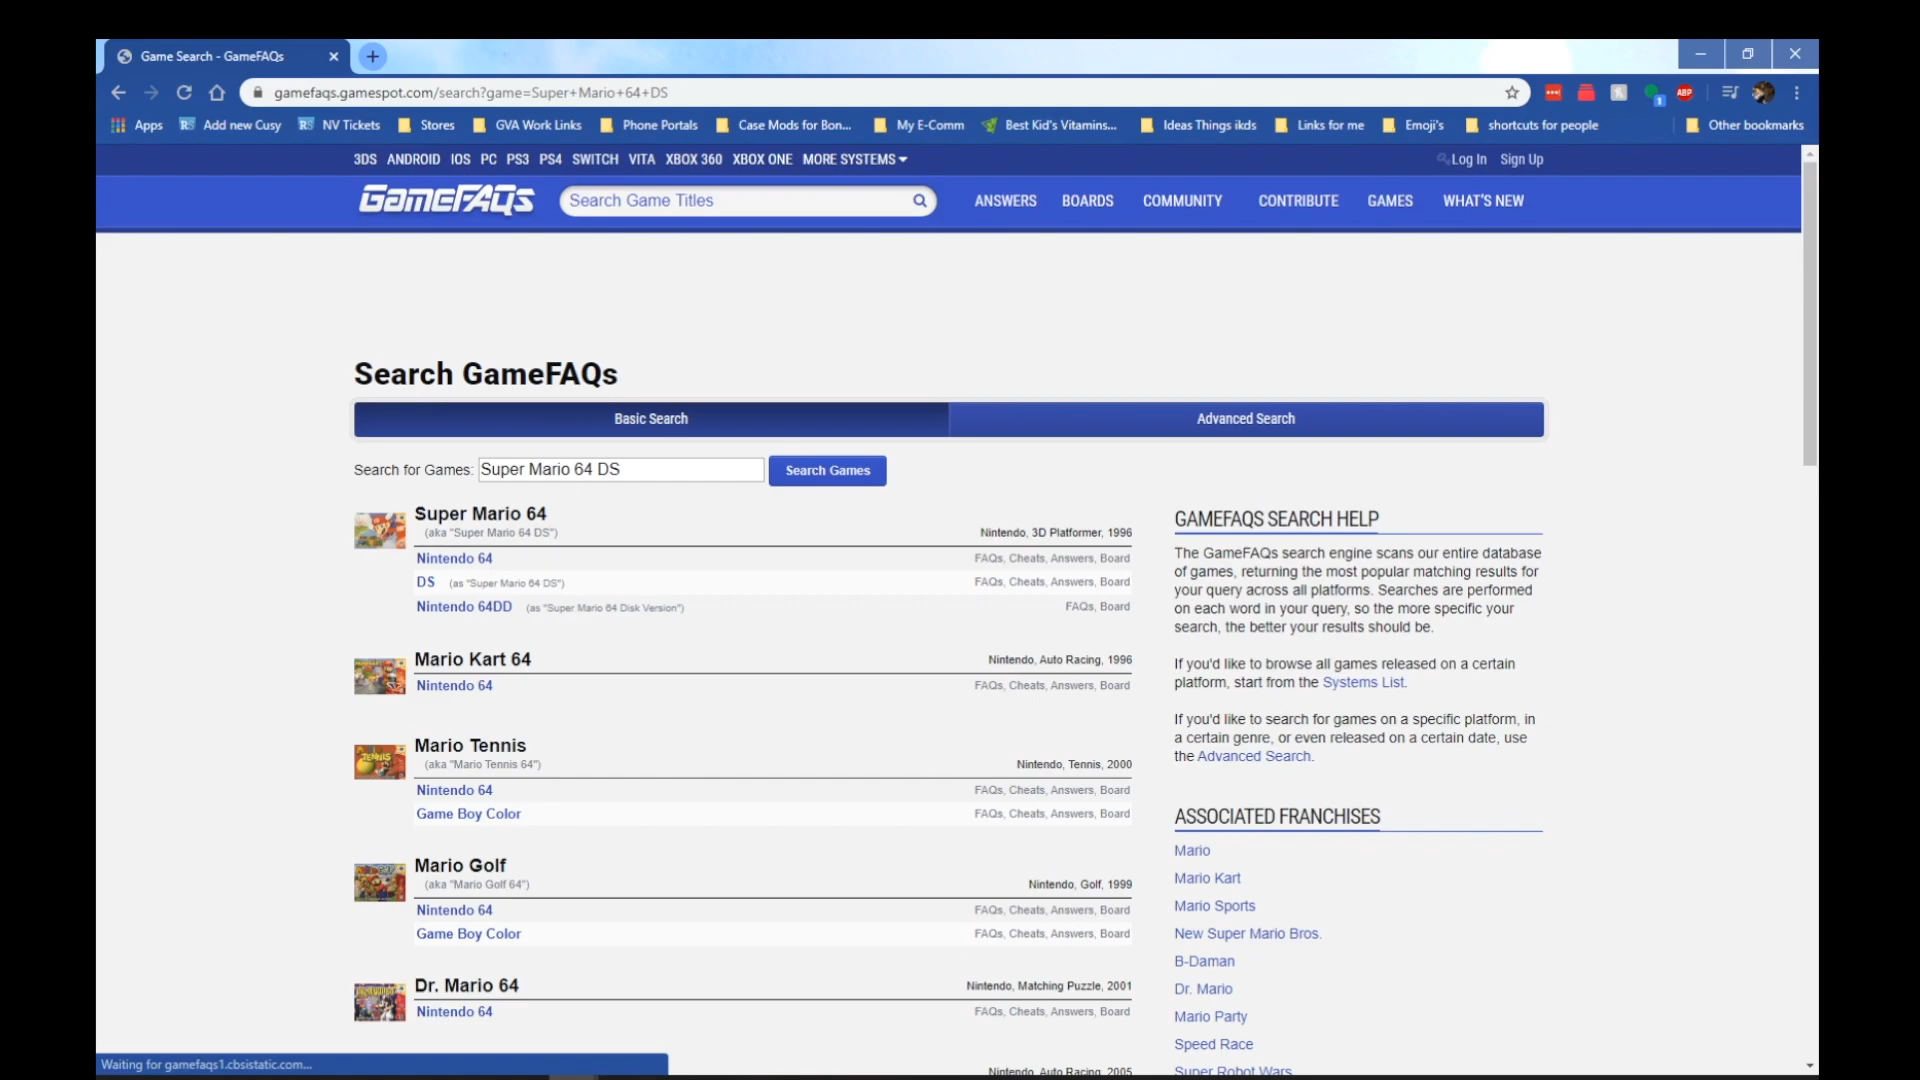 Game Search - GameFAQs
gamefaqs.gamespot.com/search?game=Super+Mario+64+DS
ABP
1
Apps RS Add new Cusy RS NV Tickets Stores GVA Work Links Phone Portals Case Mods for Bon... My E-Comm Best Kid's Vitamins... Ideas Things ikds Links for me Emoji's shortcuts for people Other bookmarks
3DS ANDROID IOS PC PS3 PS4 SWITCH VITA XBOX 360 XBOX ONE MORE SYSTEMS Log In Sign Up
GameFAQs Search Game Titles ANSWERS BOARDS COMMUNITY CONTRIBUTE GAMES WHAT'S NEW
Search GameFAQs
Basic Search Advanced Search
Search for Games: Super Mario 64 DS Search Games
Super Mario 64
(aka "Super Mario 64 DS") Nintendo, 3D Platformer, 1996
Nintendo 64 FAQs, Cheats, Answers, Board
DS (as "Super Mario 64 DS") FAQs, Cheats, Answers, Board
Nintendo 64DD (as "Super Mario 64 Disk Version") FAQs, Board
Mario Kart 64 Nintendo, Auto Racing, 1996
Nintendo 64 FAQs, Cheats, Answers, Board
Mario Tennis
(aka "Mario Tennis 64") Nintendo, Tennis, 2000
Nintendo 64 FAQs, Cheats, Answers, Board
Game Boy Color FAQs, Cheats, Answers, Board
Mario Golf
(aka "Mario Golf 64") Nintendo, Golf, 1999
Nintendo 64 FAQs, Cheats, Answers, Board
Game Boy Color FAQs, Cheats, Answers, Board
Dr. Mario 64 Nintendo, Matching Puzzle, 2001
Nintendo 64 FAQs, Cheats, Answers, Board
Nintendo, Auto Racing, 2005
GAMEFAQS SEARCH HELP
The GameFAQs search engine scans our entire database
of games, returning the most popular matching results for
your query across all platforms. Searches are performed
on each word in your query, so the more specific your
search, the better your results should be.
If you'd like to browse all games released on a certain
platform, start from the Systems List.
If you'd like to search for games on a specific platform, in
a certain genre, or even released on a certain date, use
the Advanced Search.
ASSOCIATED FRANCHISES
Mario
Mario Kart
Mario Sports
New Super Mario Bros.
B-Daman
Dr. Mario
Mario Party
Speed Race
Super Robot Wars
Waiting for gamefaqs1.cbsistatic.com...